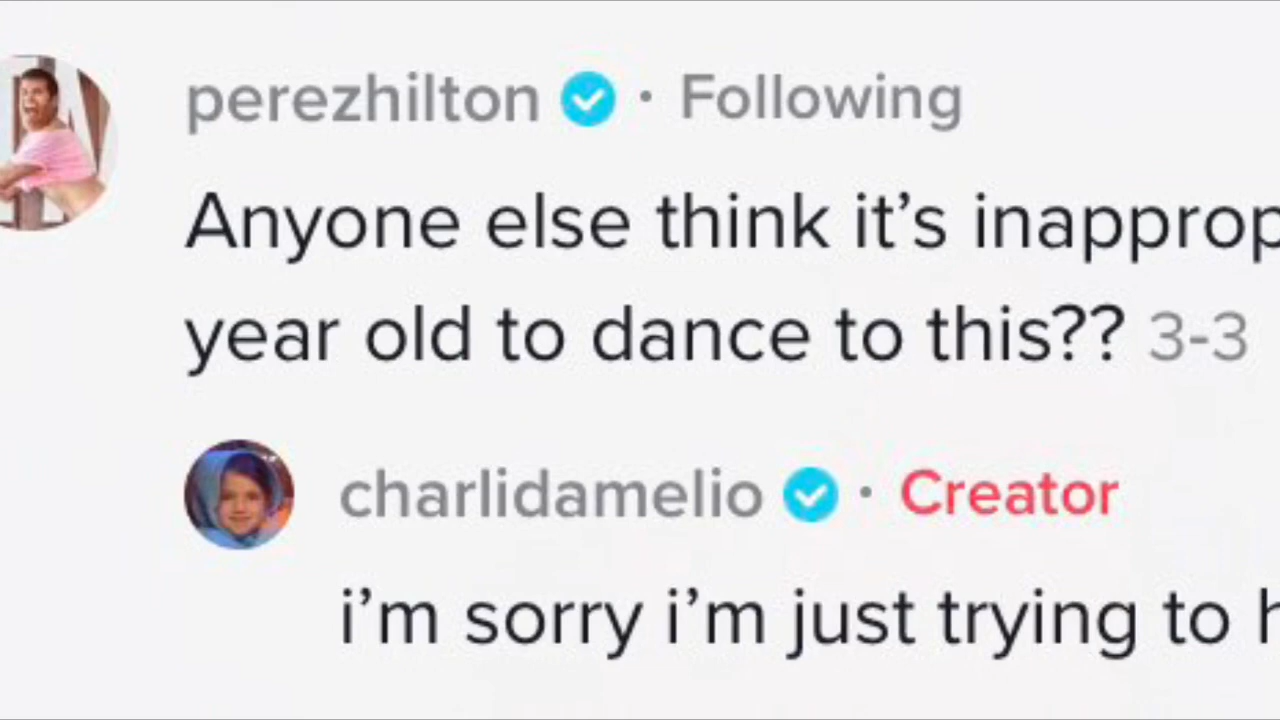 perezhilton · Following
Anyone else think it's inapprop
year old to dance to this?? 3-3
charlidamelio · Creator
i'm sorry i'm just trying to h